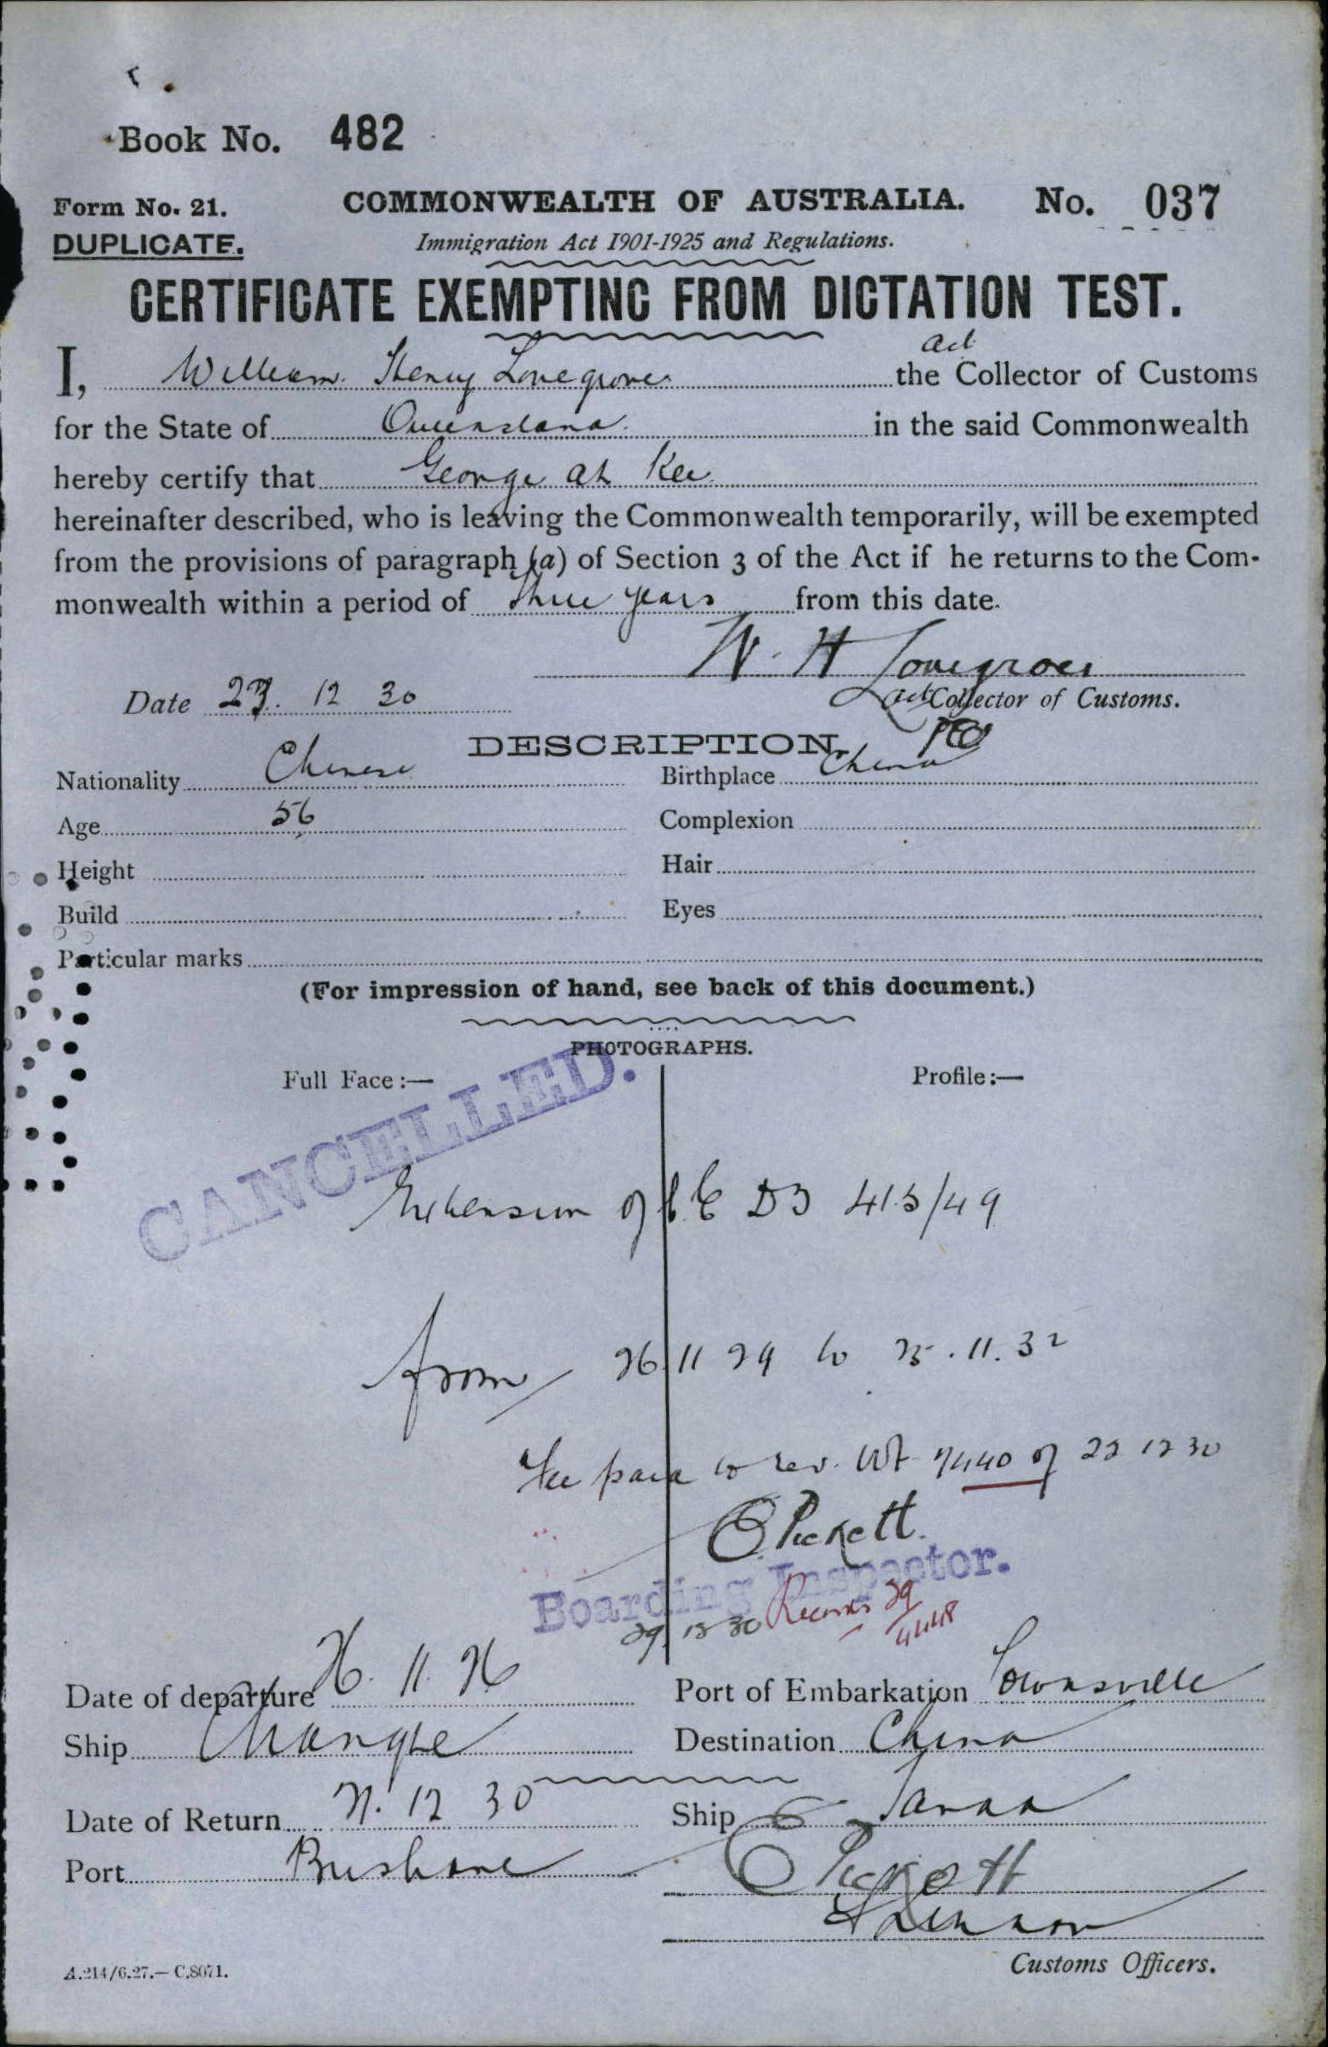 Book No. 482
Form No. 21. COMMONWEALTH OF AUSTRALIA. No. 037
DUPLICATE. Immigration Act 1901-1925 and Regulations.
CERTIFICATE EXEMPTING FROM DICTATION TEST.
act
I, William Henry Lovegrove the Collector of Customs
for the State of Queensland in the said Commonwealth
hereby certify that George ah Kee
hereinafter described, who is leaving the Commonwealth temporarily, will be exempted
from the provisions of paragraph (a) of Section 3 of the Act if he returns to the Com-
monwealth within a period of three years from this date.
W. H Lovegrove
Date 23. 12 30 act Collector of Customs.
DESCRIPTION
Nationality Chinese Birthplace China
Age 56 Complexion
Height Hair
Build Eyes
Particular marks
(For impression of hand, see back of this document.)
PHOTOGRAPHS.
Full Face:— Profile:—
CANCELLED.
Extension of C E D T 415/49
from 26 11 29 to 25.11.32
Fee paid to rev. 7440 of 22 12 30
E Pickett.
Boarding Inspector.
29.12 30 Records 29/4448
Date of departure 26. 11. 26 Port of Embarkation Townsville
Ship Changte Destination China
Date of Return 21. 12 30 Ship Tanda
Port Brisbane E Pickett
Customs Officers.
A.214/6.27.—C.8071.